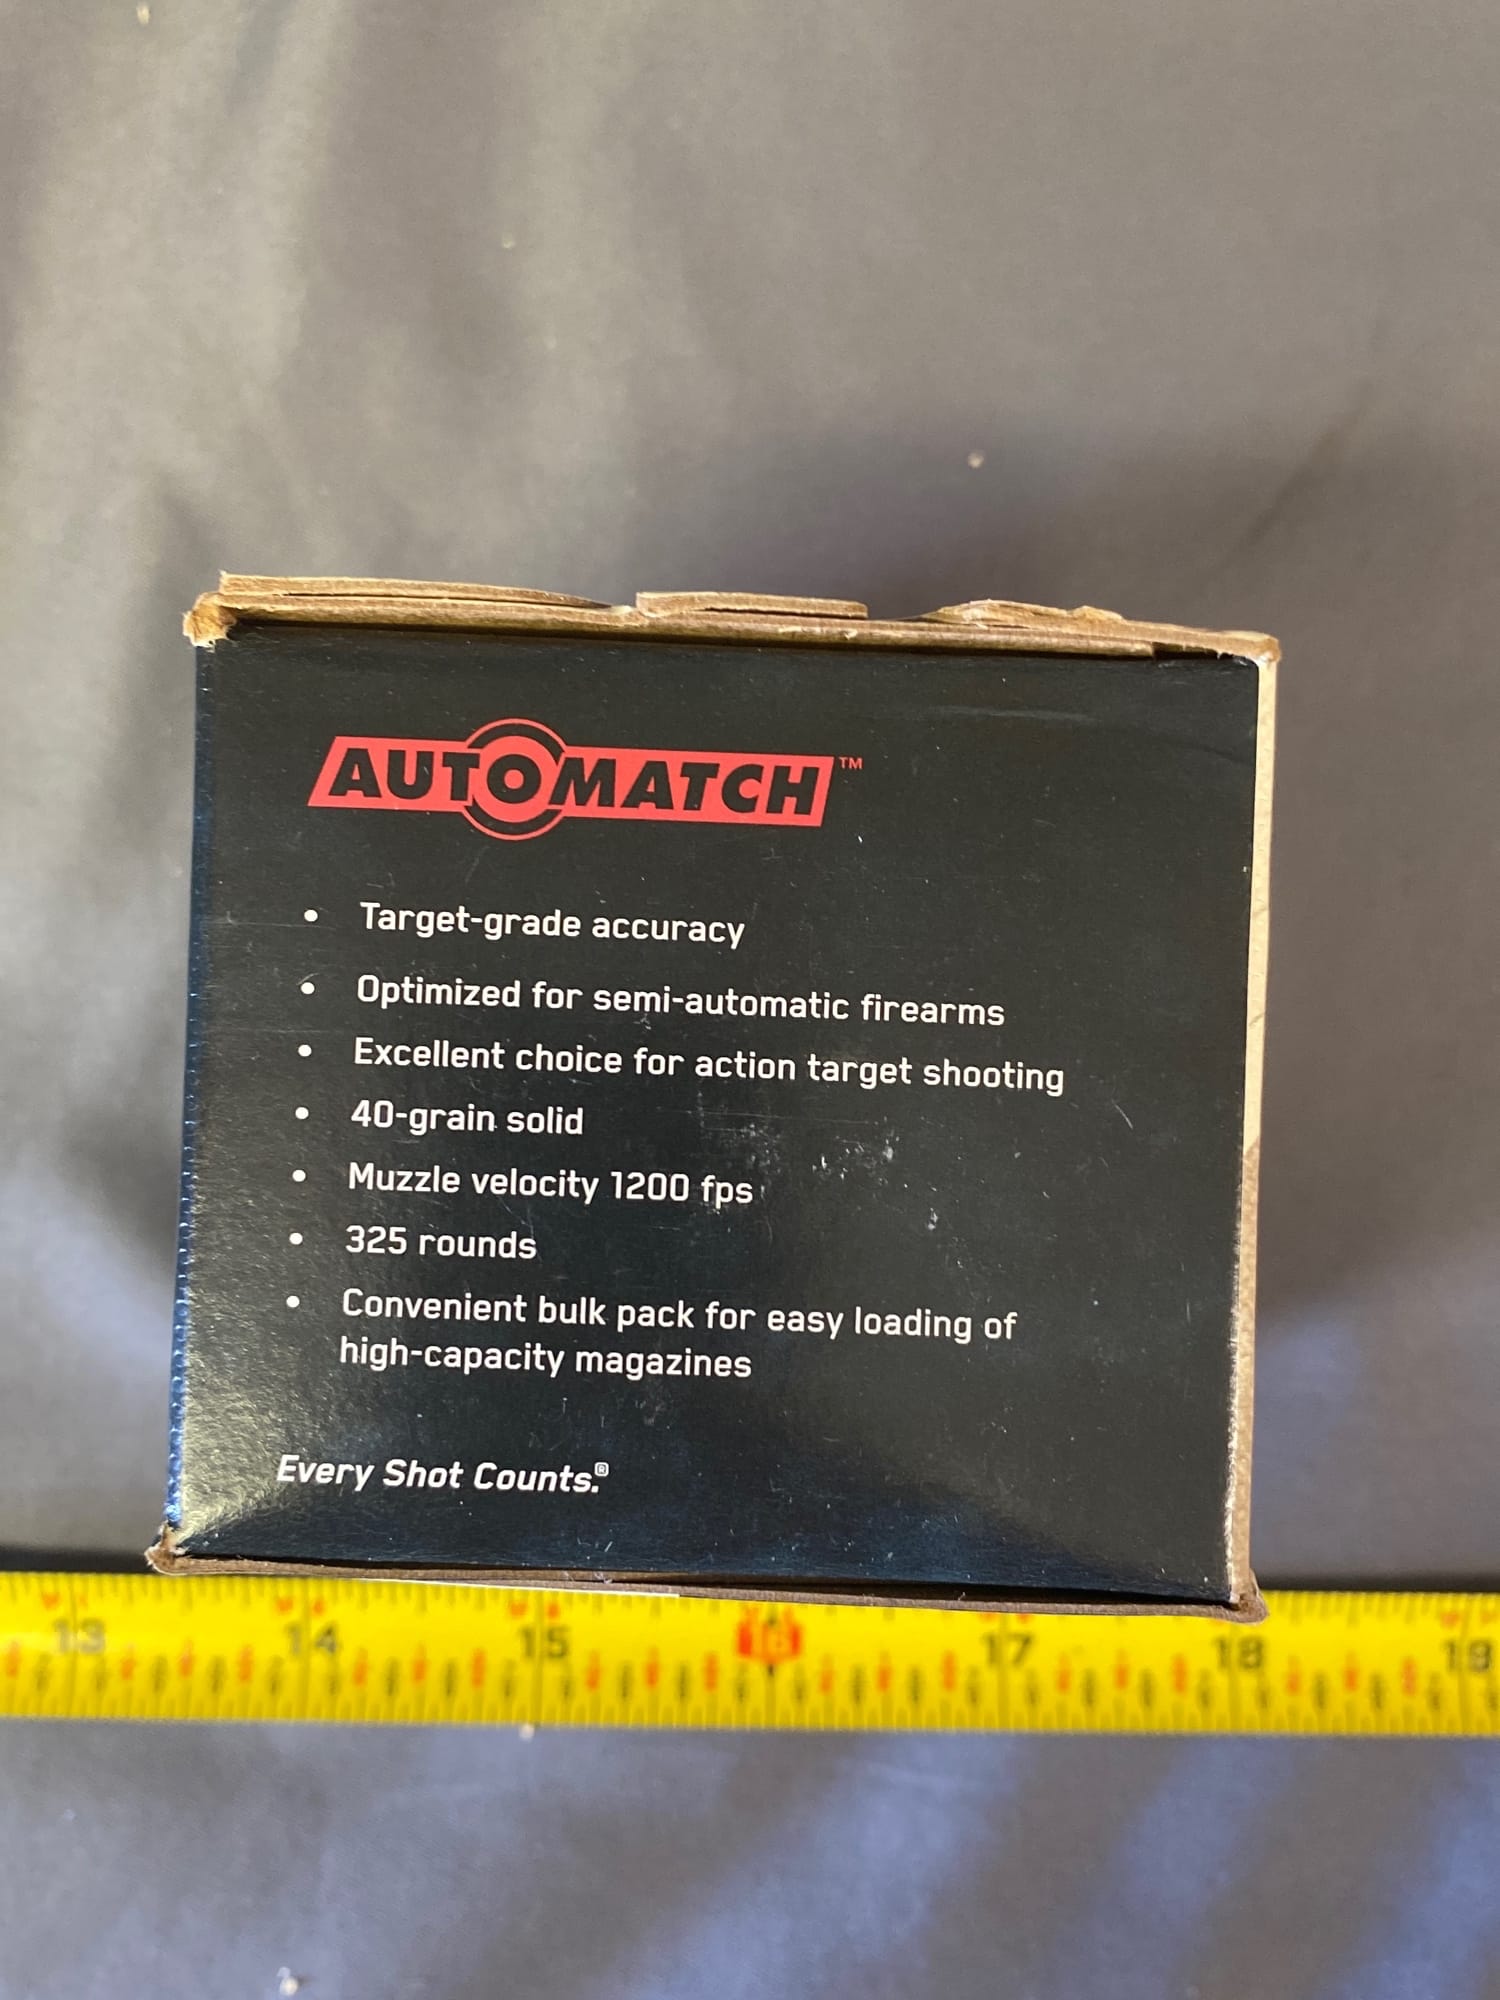 AUTOMATCH™
• Target-grade accuracy
• Optimized for semi-automatic firearms
• Excellent choice for action target shooting
• 40-grain solid
• Muzzle velocity 1200 fps
• 325 rounds
• Convenient bulk pack for easy loading of
high-capacity magazines
Every Shot Counts.®
13 14 15 16 17 18 19